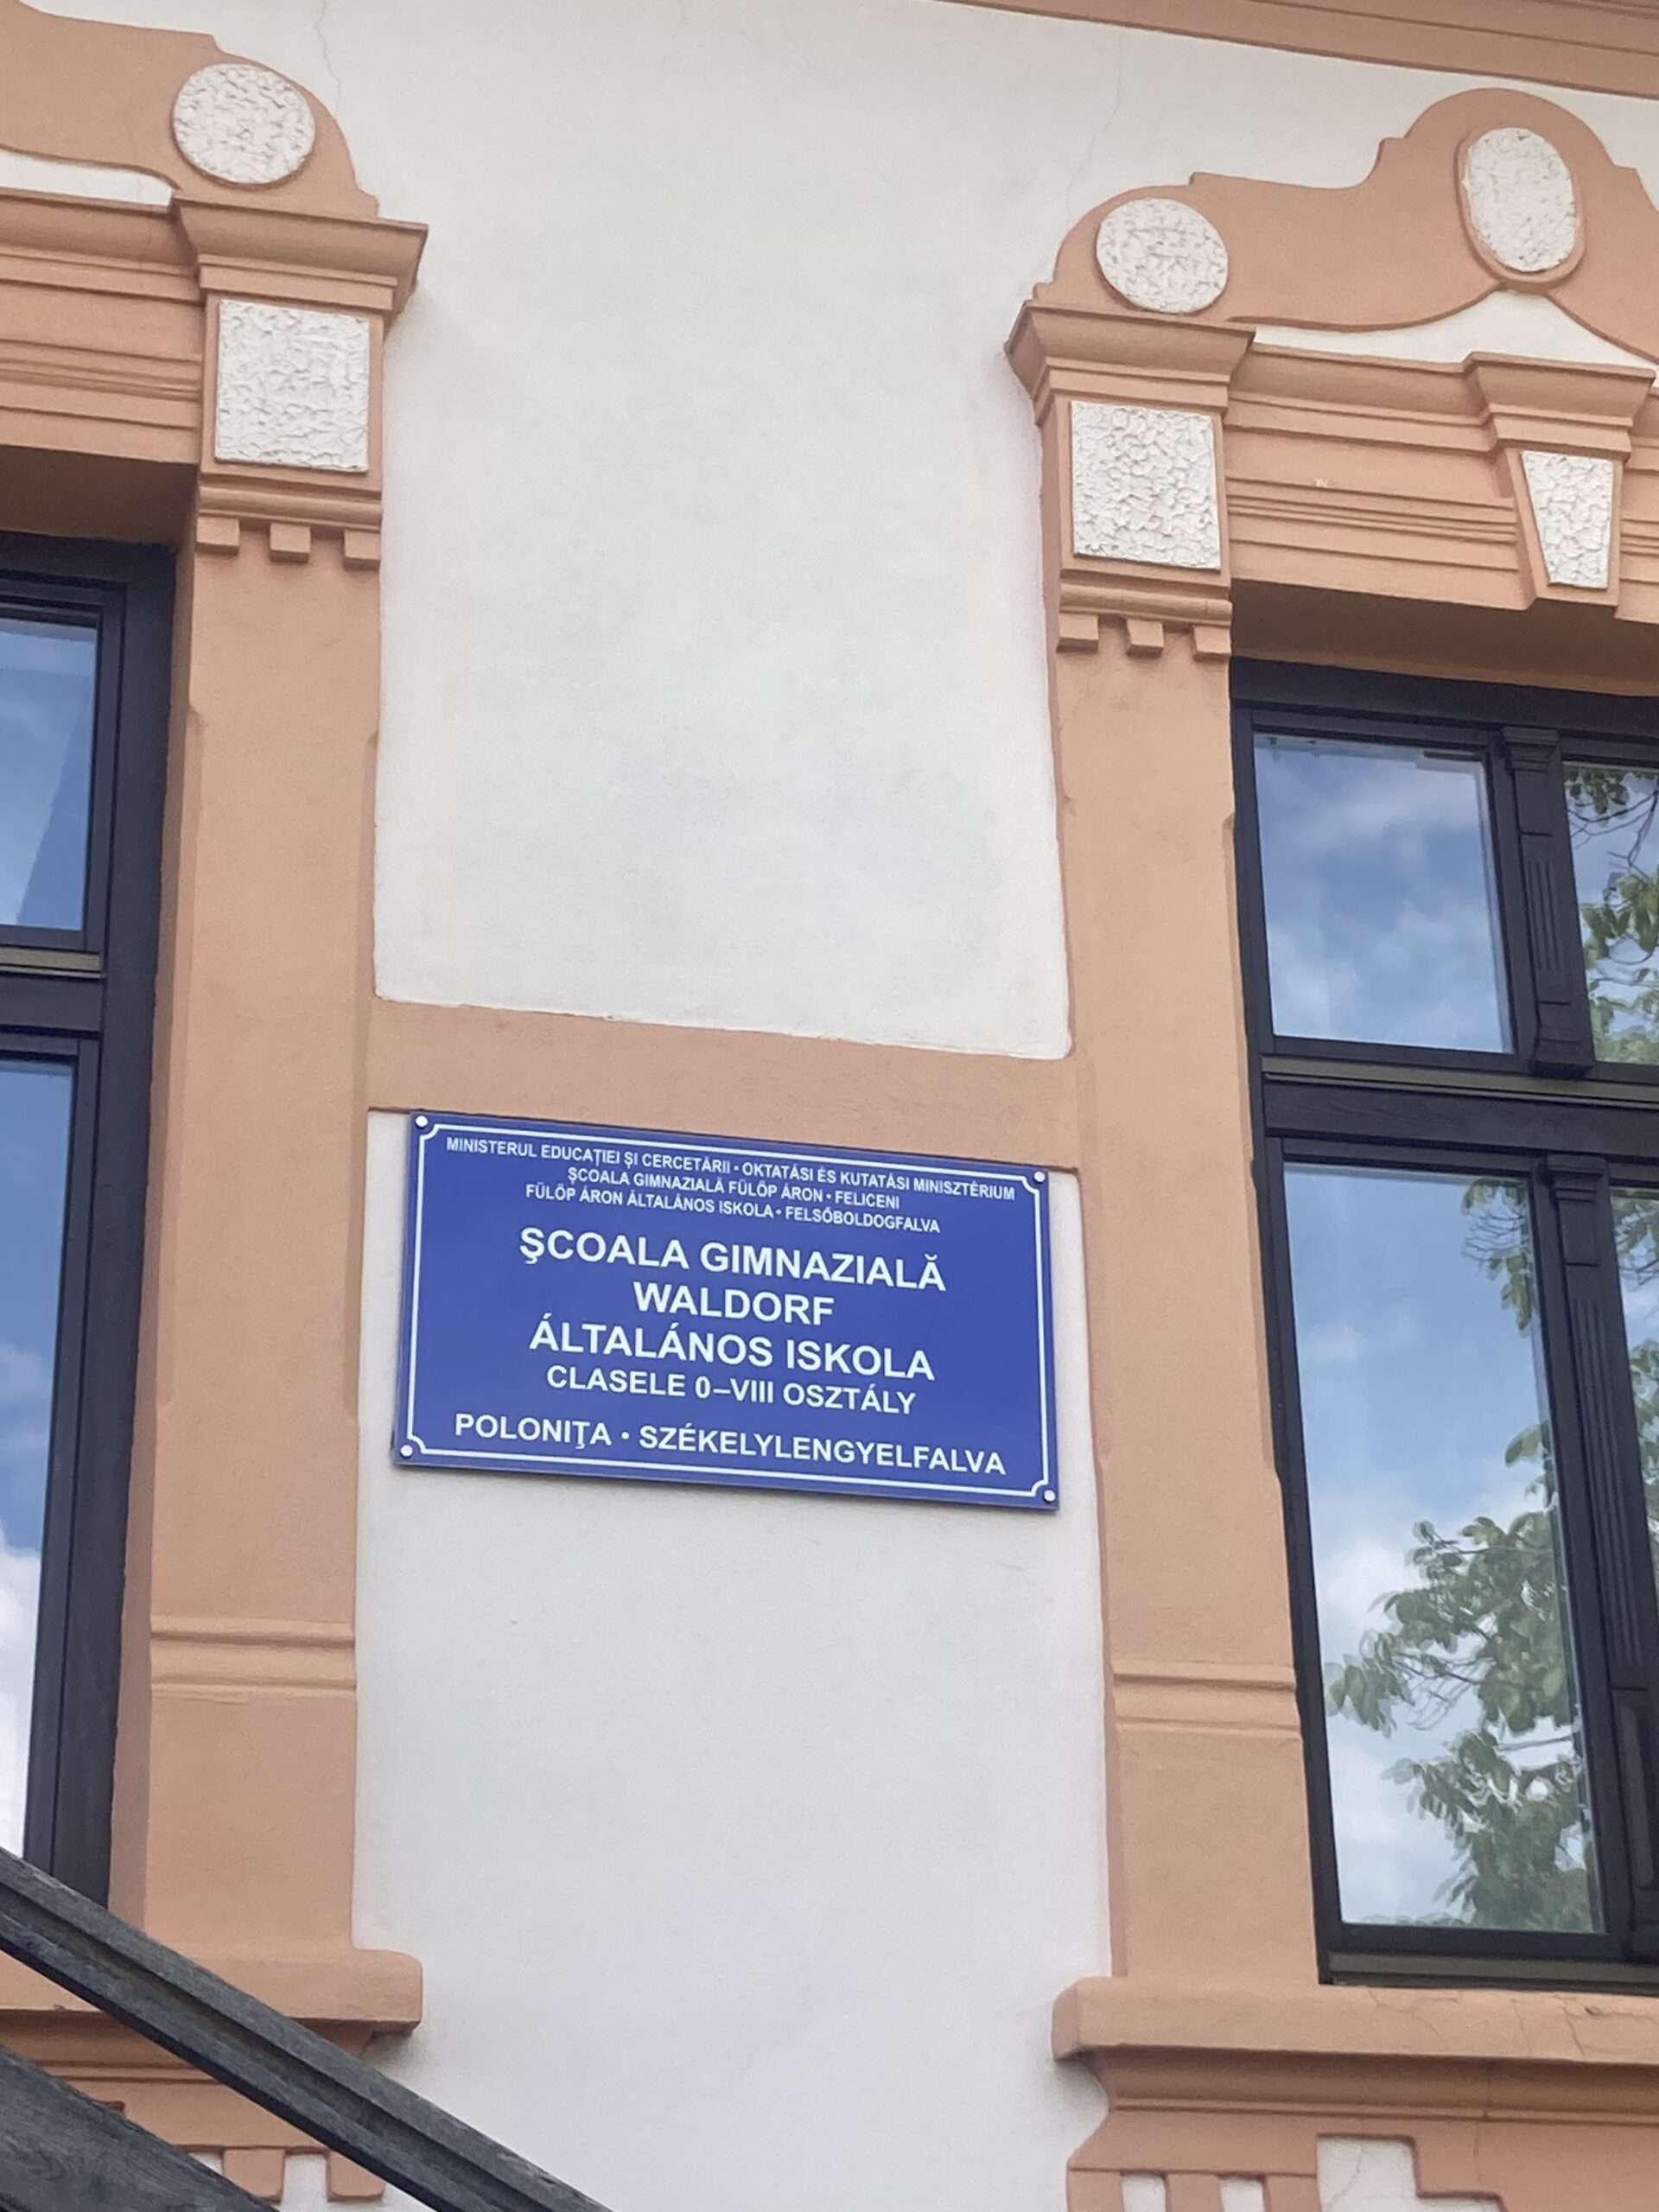 MINISTERUL EDUCAȚIEI ȘI CERCETĂRII • OKTATÁSI ÉS KUTATÁSI MINISZTÉRIUM
ȘCOALA GIMNAZIALĂ FÜLÖP ÁRON • FELICENI
FÜLÖP ÁRON ÁLTALÁNOS ISKOLA • FELSŐBOLDOGFALVA
ŞCOALA GIMNAZIALĂ
WALDORF
ÁLTALÁNOS ISKOLA
CLASELE 0–VIII OSZTÁLY
POLONIŢA • SZÉKELYLENGYELFALVA